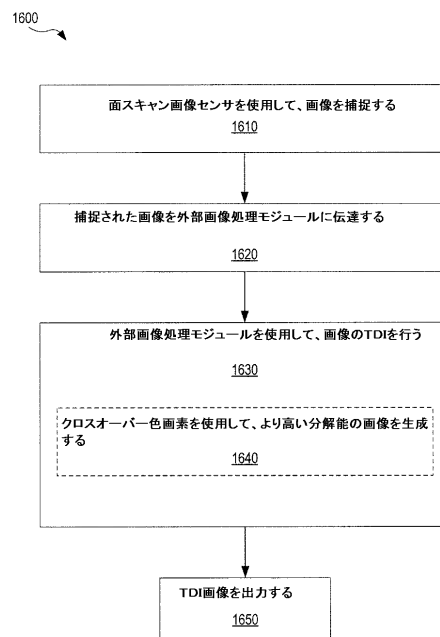 1600
面スキャン画像センサを使用して、画像を捕捉する
1610
捕捉された画像を外部画像処理モジュールに伝達する
1620
外部画像処理モジュールを使用して、画像のTDIを行う
1630
クロスオーバー色画素を使用して、より高い分解能の画像を生成
する
1640
TDI画像を出力する
1650